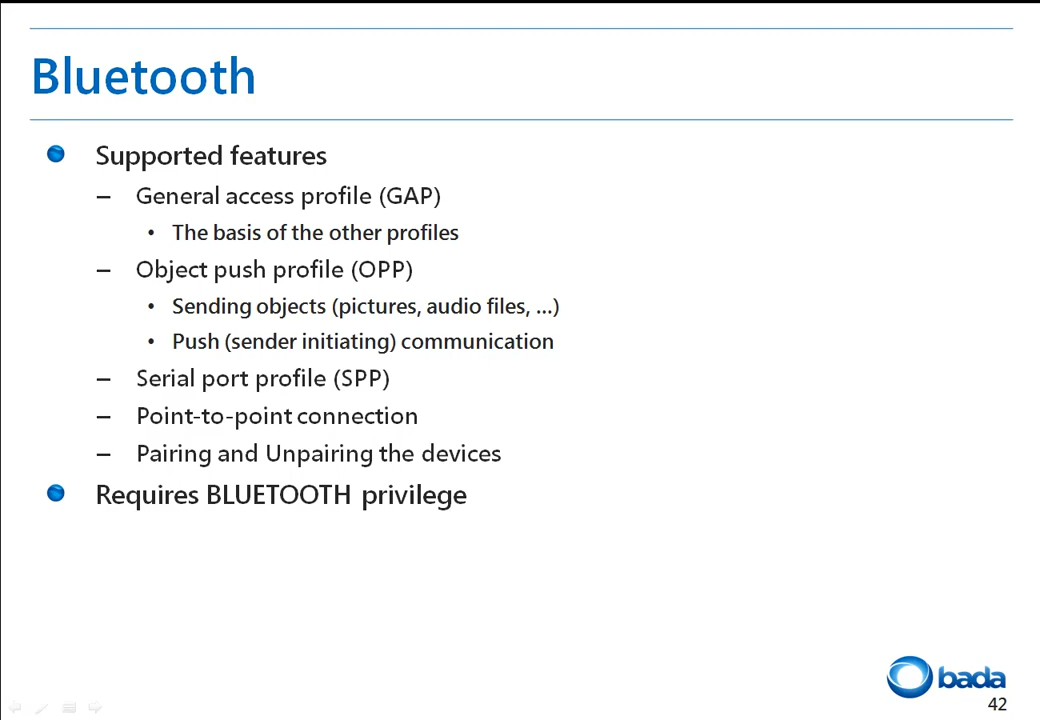 Bluetooth
Supported features
– General access profile (GAP)
• The basis of the other profiles
– Object push profile (OPP)
• Sending objects (pictures, audio files, ...)
• Push (sender initiating) communication
– Serial port profile (SPP)
– Point-to-point connection
– Pairing and Unpairing the devices
Requires BLUETOOTH privilege
bada
42